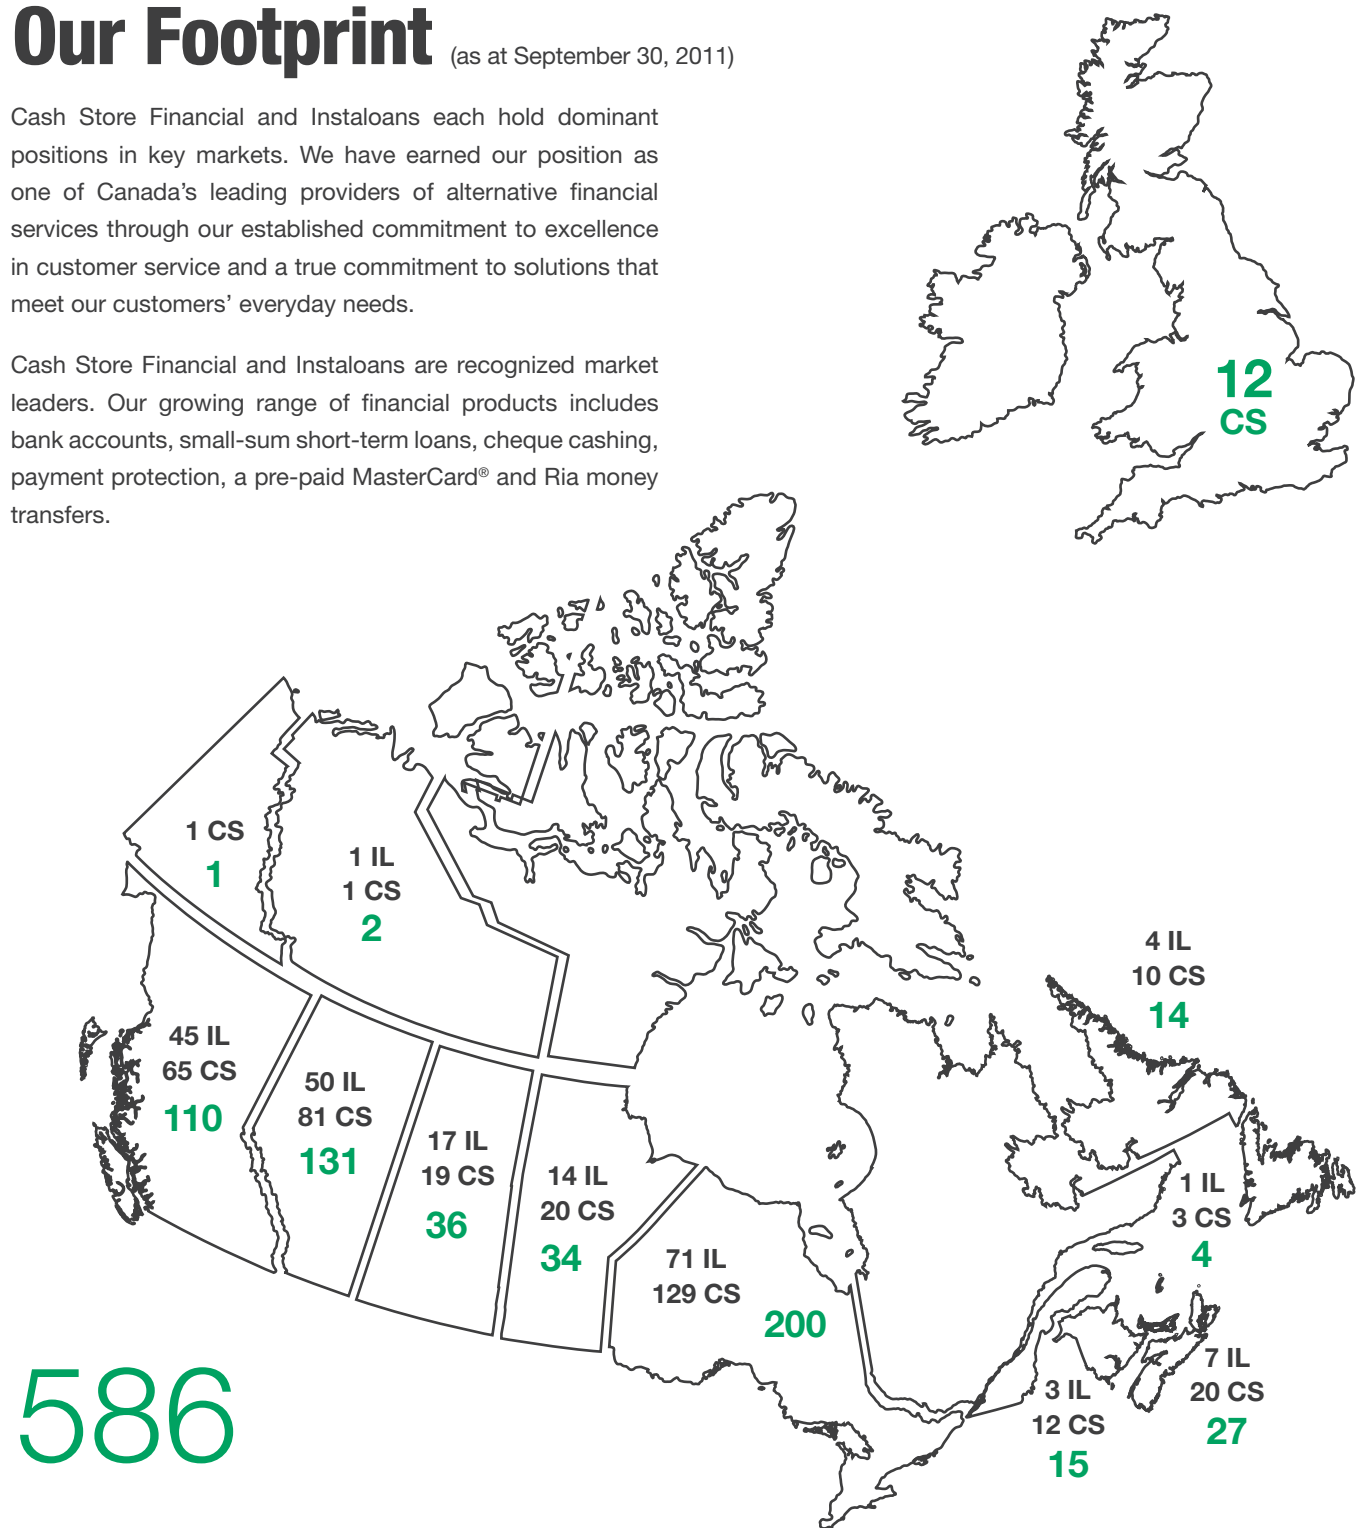 Our Footprint (as at September 30, 2011)
Cash Store Financial and Instaloans each hold dominant
positions in key markets. We have earned our position as
one of Canada’s leading providers of alternative financial
services through our established commitment to excellence
in customer service and a true commitment to solutions that
meet our customers’ everyday needs.
Cash Store Financial and Instaloans are recognized market
leaders. Our growing range of financial products includes
bank accounts, small-sum short-term loans, cheque cashing,
payment protection, a pre-paid MasterCard® and Ria money
transfers.
12
CS
1 CS
1
1 IL
1 CS
2
4 IL
10 CS
14
45 IL
65 CS
110
50 IL
81 CS
131
17 IL
19 CS
36
14 IL
20 CS
34
71 IL
129 CS
200
1 IL
3 CS
4
7 IL
20 CS
27
3 IL
12 CS
15
586